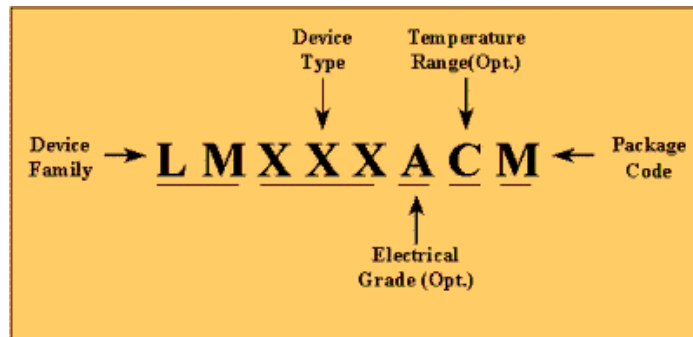 Device
Type
Temperature
Range(Opt.)
Device
Family
LMXXXACM
Package
Code
Electrical
Grade (Opt.)